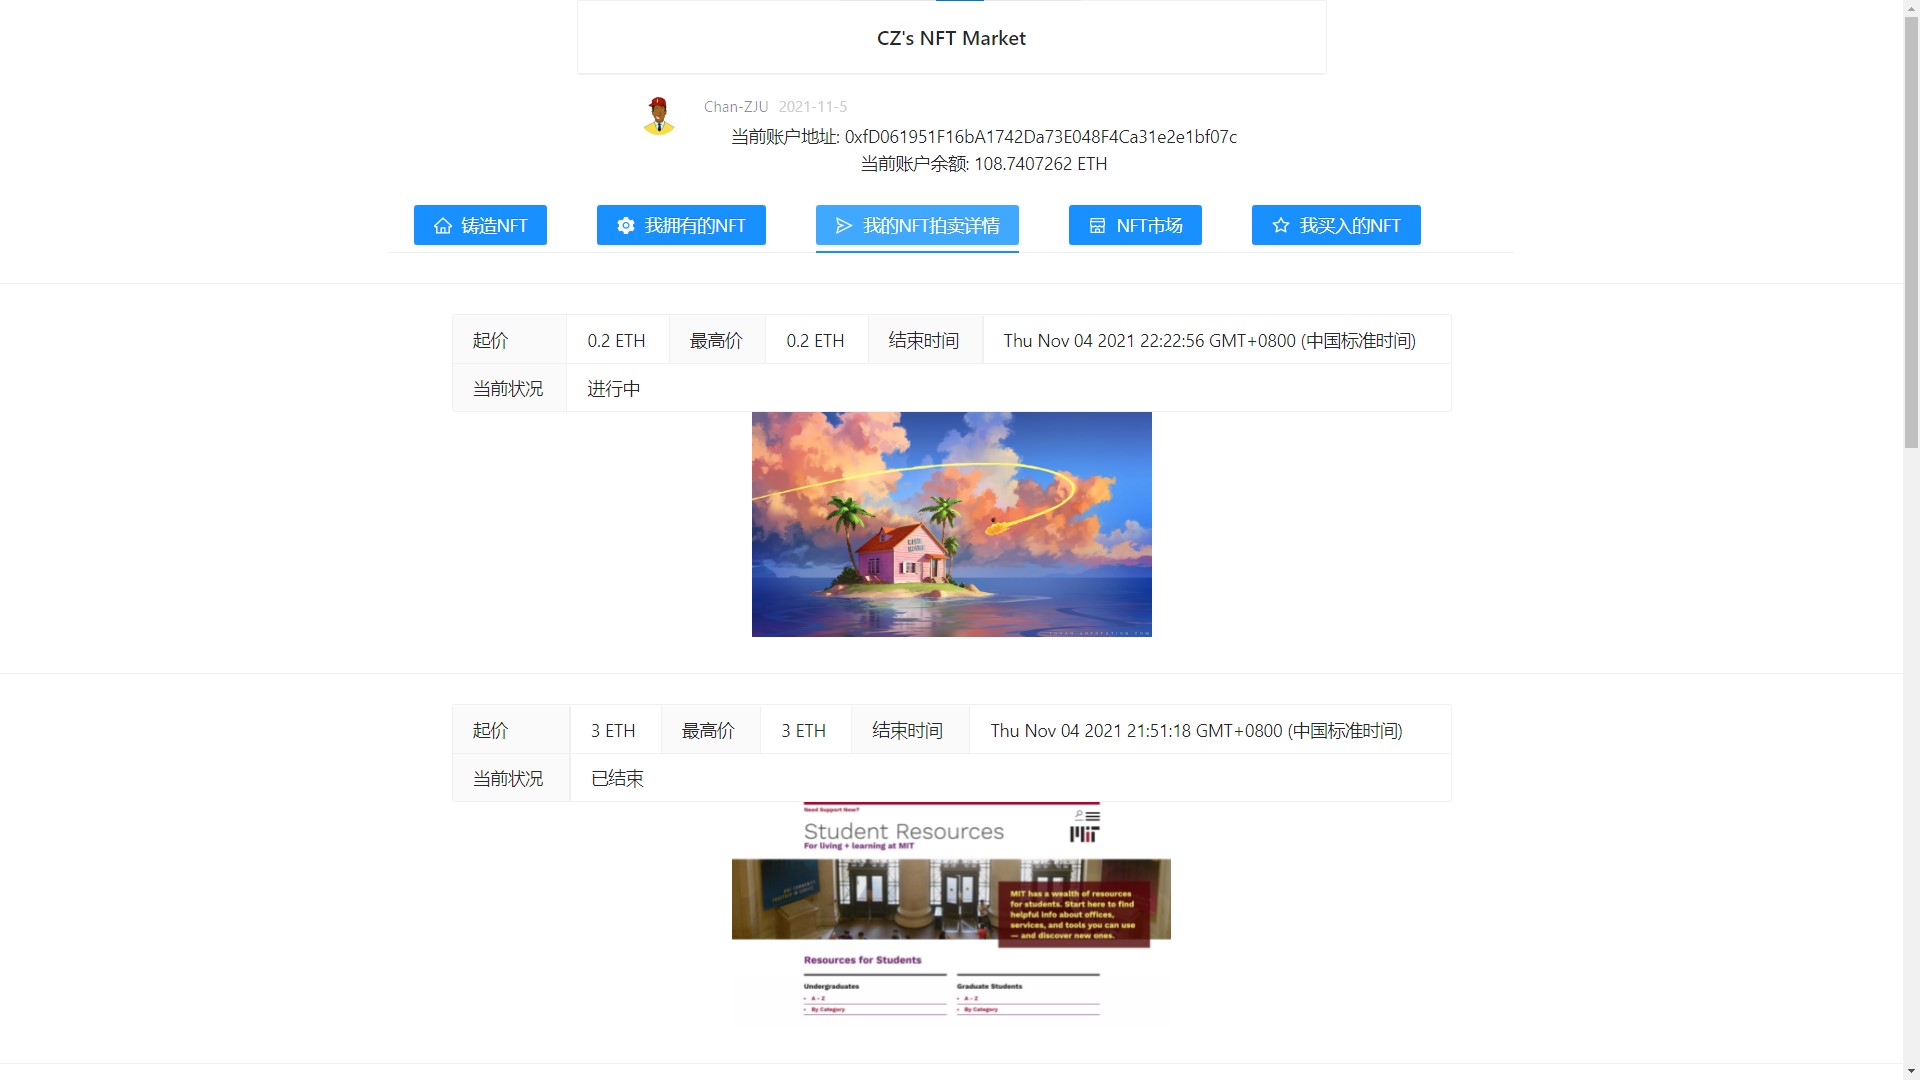 CZ's NFT Market
Chan-ZJU 2021-11-5
当前账户地址: 0xfD061951F16bA1742Da73E048F4Ca31e2e1bf07c
当前账户余额: 108.7407262 ETH
铸造NFT 我拥有的NFT 我的NFT拍卖详情 NFT市场 我买入的NFT
起价 0.2 ETH 最高价 0.2 ETH 结束时间 Thu Nov 04 2021 22:22:56 GMT+0800 (中国标准时间)
当前状况 进行中
起价 3 ETH 最高价 3 ETH 结束时间 Thu Nov 04 2021 21:51:18 GMT+0800 (中国标准时间)
当前状况 已结束
Need Support Now?
Student Resources
MIT
For living + learning at MIT
MIT has a wealth of resources
for students. Start here to find
helpful info about offices,
services, and tools you can use
— and discover new ones.
Resources for Students
Undergraduates Graduate Students
A - Z A - Z
By Category By Category